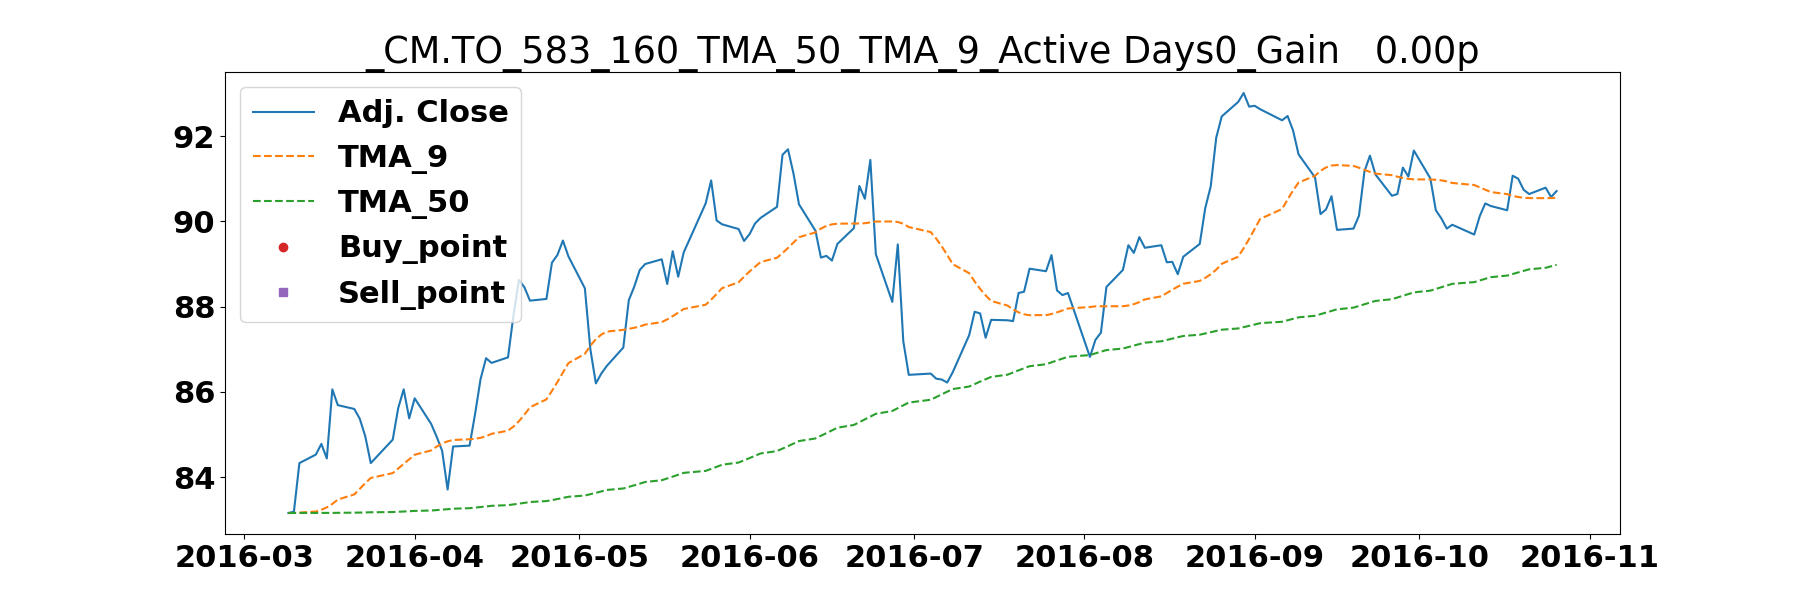 _CM.TO_583_160_TMA_50_TMA_9_Active Days0_Gain   0.00p
Adj. Close
TMA_9
TMA_50
Buy_point
Sell_point
92
90
88
86
84
2016-03 2016-04 2016-05 2016-06 2016-07 2016-08 2016-09 2016-10 2016-11